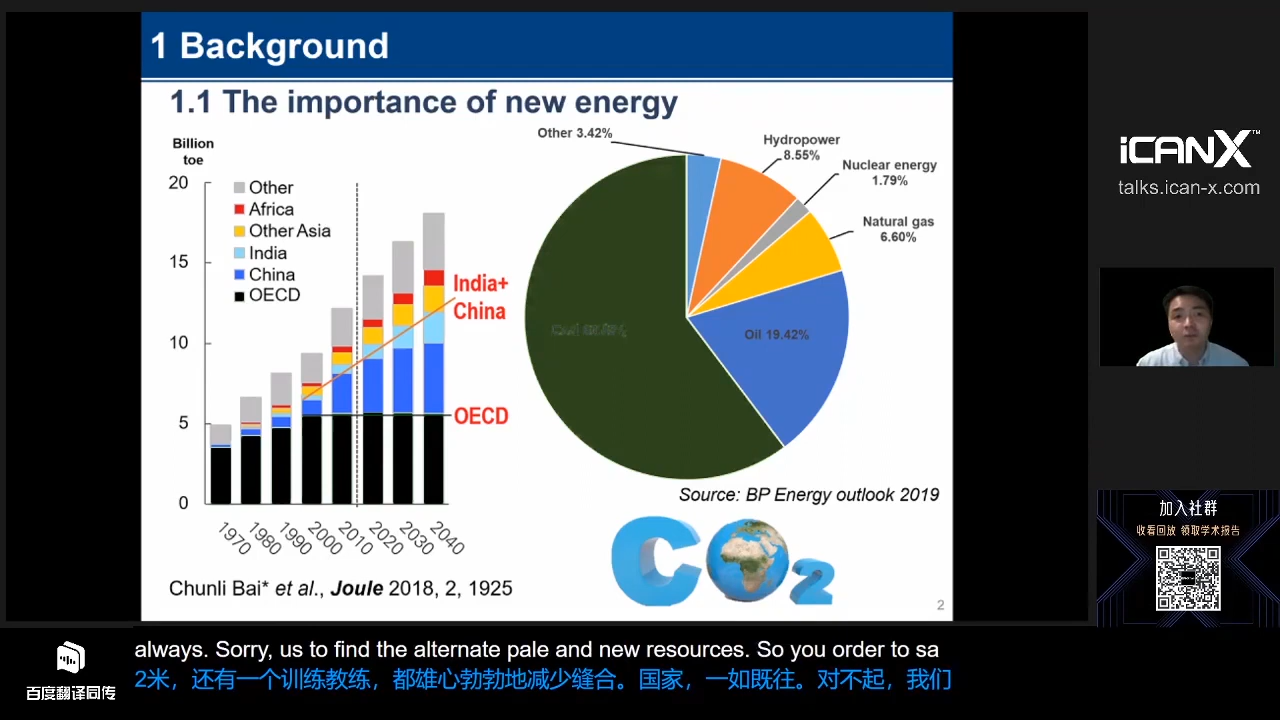 1 Background
1.1 The importance of new energy
Billion
toe
20
15
10
5
0
Other
Africa
Other Asia
India
China
OECD
India+
China
OECD
1970
1980
1990
2000
2010
2020
2030
2040
Chunli Bai* et al., Joule 2018, 2, 1925
Other 3.42%
Hydropower
8.55%
Nuclear energy
1.79%
Natural gas
6.60%
Oil 19.42%
Source: BP Energy outlook 2019
CO2
2
iCANX™
talks.ican-x.com
加入社群
收看回放 领取学术报告
百度翻译同传
always. Sorry, us to find the alternate pale and new resources. So you order to sa
2米，还有一个训练教练，都雄心勃勃地减少缝合。国家，一如既往。对不起，我们